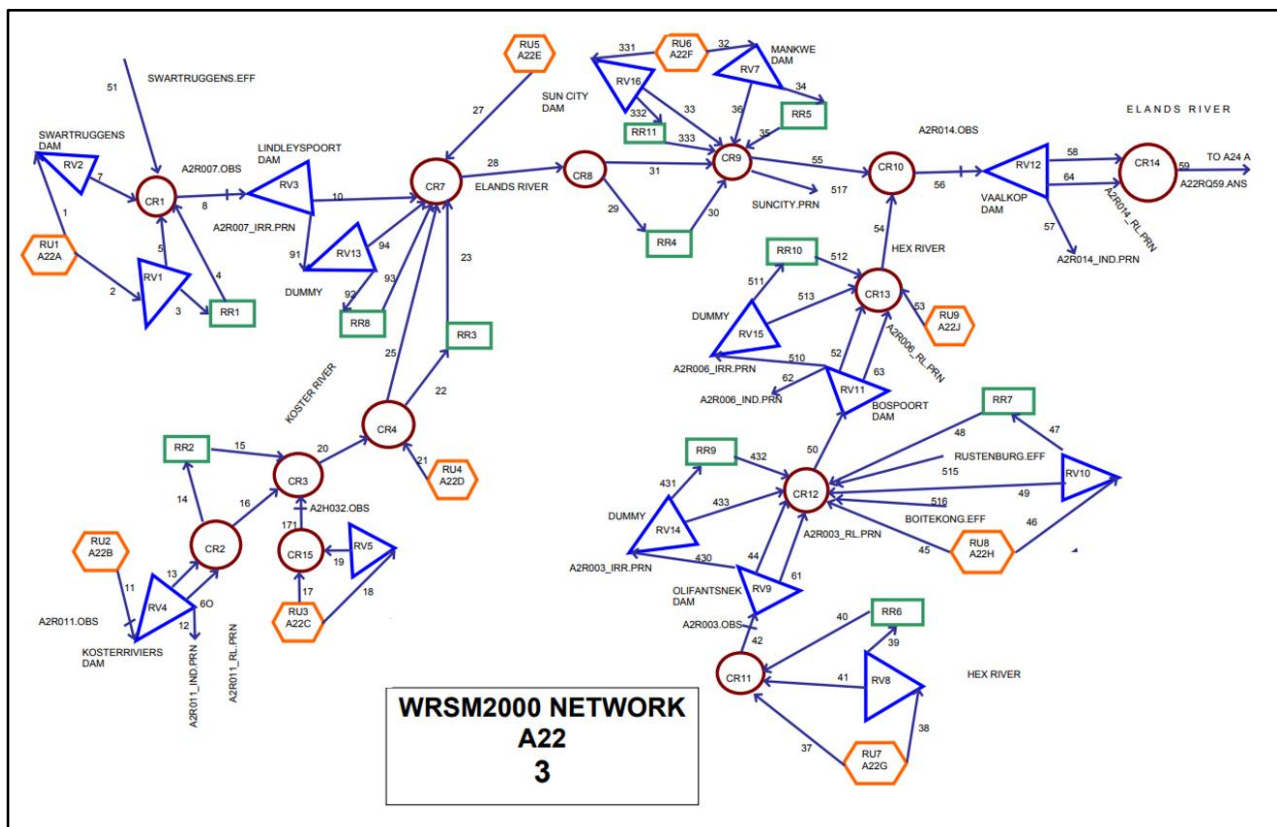 RU5
A22E
331
RU6
A22F
32
MANKWE
DAM
51
SWARTRUGGENS.EFF
27
SUN CITY
DAM
RV16
332
33
RV7
36
34
RR5
35
RR11
333
ELANDS RIVER
SWARTRUGGENS
DAM
RV2
7
LINDLEYSPOORT
DAM
A2R007.OBS
CR1
8
RV3
10
CR7
28
ELANDS RIVER
CR8
31
CR9
55
517
SUNCITY.PRN
A2R014.OBS
CR10
56
RV12
VAALKOP
DAM
58
64
57
CR14
59
TO A24 A
A22RQ59.ANS
A2R014_RL.PRN
A2R014_IND.PRN
1
RU1
A22A
2
5
RV1
3
4
RR1
A2R007_IRR.PRN
91
RV13
94
DUMMY
92
93
RR8
23
29
RR4
30
RR3
25
22
HEX RIVER
54
RR10
512
511
513
CR13
53
RU9
A22J
DUMMY
RV15
A2R006_IRR.PRN
510
52
63
A2R006_RL.PRN
62
A2R006_IND.PRN
RV11
BOSPOORT
DAM
KOSTER RIVER
CR4
21
RU4
A22D
RR2
15
CR3
20
14
16
A2H032.OBS
171
RU2
A22B
CR2
CR15
RV5
19
11
13
RV4
6O
12
17
18
RU3
A22C
A2R011.OBS
KOSTERRIVIERS
DAM
A2R011_IND.PRN
A2R011_RL.PRN
RR7
48
47
RR9
432
50
RUSTENBURG.EFF
515
RV10
431
433
CR12
49
516
BOITEKONG.EFF
46
DUMMY
RV14
A2R003_RL.PRN
45
RU8
A22H
A2R003_IRR.PRN
430
44
61
OLIFANTSNEK
DAM
RV9
A2R003.OBS
42
40
RR6
39
CR11
41
RV8
HEX RIVER
37
38
RU7
A22G
WRSM2000 NETWORK
A22
3